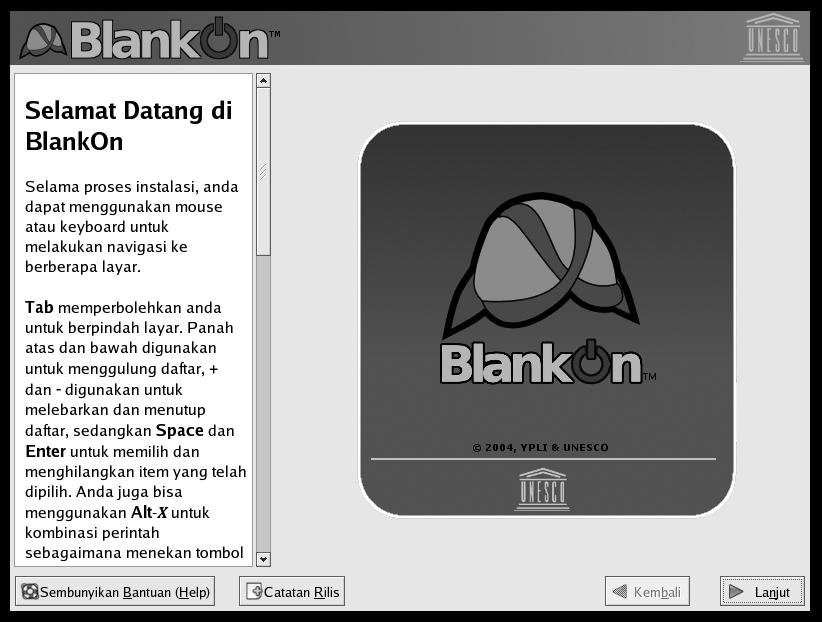 BlankOn™
UNESCO
Selamat Datang di
BlankOn
Selama proses instalasi, anda
dapat menggunakan mouse
atau keyboard untuk
melakukan navigasi ke
berberapa layar.
Tab memperbolehkan anda
untuk berpindah layar. Panah
atas dan bawah digunakan
untuk menggulung daftar, +
dan - digunakan untuk
melebarkan dan menutup
daftar, sedangkan Space dan
Enter untuk memilih dan
menghilangkan item yang telah
dipilih. Anda juga bisa
menggunakan Alt-X untuk
kombinasi perintah
sebagaimana menekan tombol
BlankOn™
© 2004, YPLI & UNESCO
UNESCO
Sembunyikan Bantuan (Help)
Catatan Rilis
Kembali
Lanjut